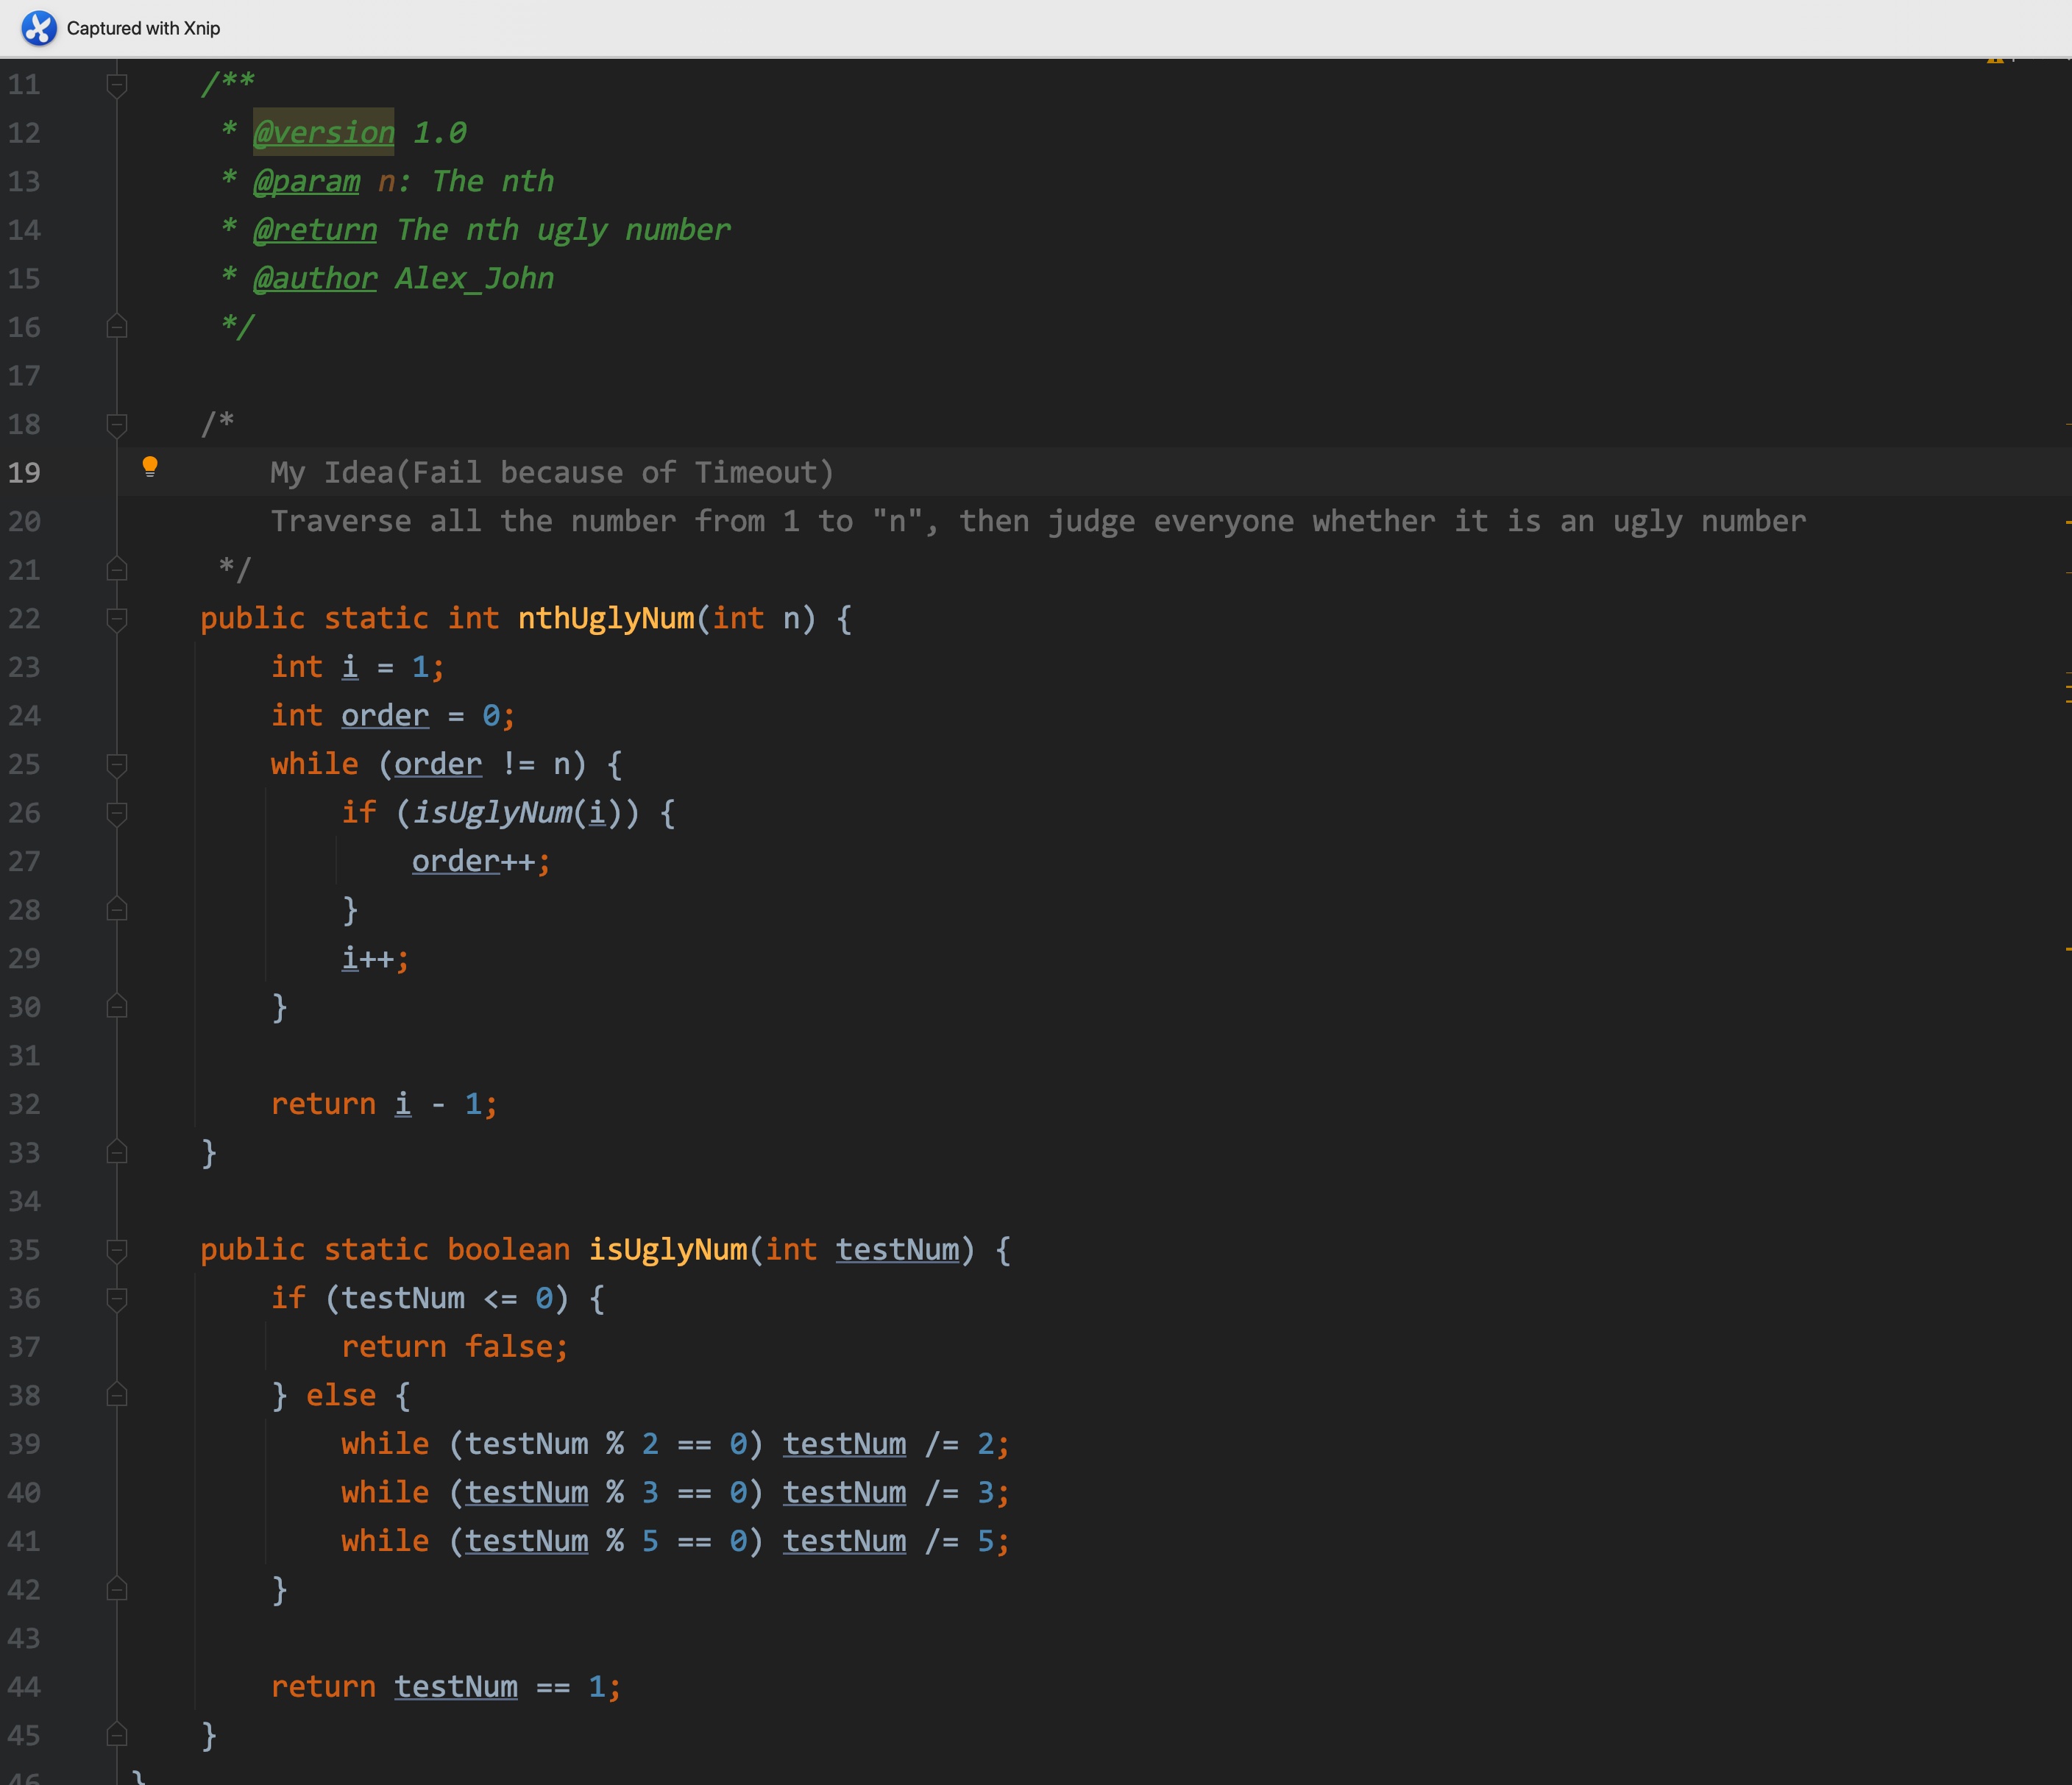 Captured with Xnip
11 /**
12 * @version 1.0
13 * @param n: The nth
14 * @return The nth ugly number
15 * @author Alex_John
16 */
17
18 /*
19 My Idea(Fail because of Timeout)
20 Traverse all the number from 1 to "n", then judge everyone whether it is an ugly number
21 */
22 public static int nthUglyNum(int n) {
23 int i = 1;
24 int order = 0;
25 while (order != n) {
26 if (isUglyNum(i)) {
27 order++;
28 }
29 i++;
30 }
31
32 return i - 1;
33 }
34
35 public static boolean isUglyNum(int testNum) {
36 if (testNum <= 0) {
37 return false;
38 } else {
39 while (testNum % 2 == 0) testNum /= 2;
40 while (testNum % 3 == 0) testNum /= 3;
41 while (testNum % 5 == 0) testNum /= 5;
42 }
43
44 return testNum == 1;
45 }
46 }